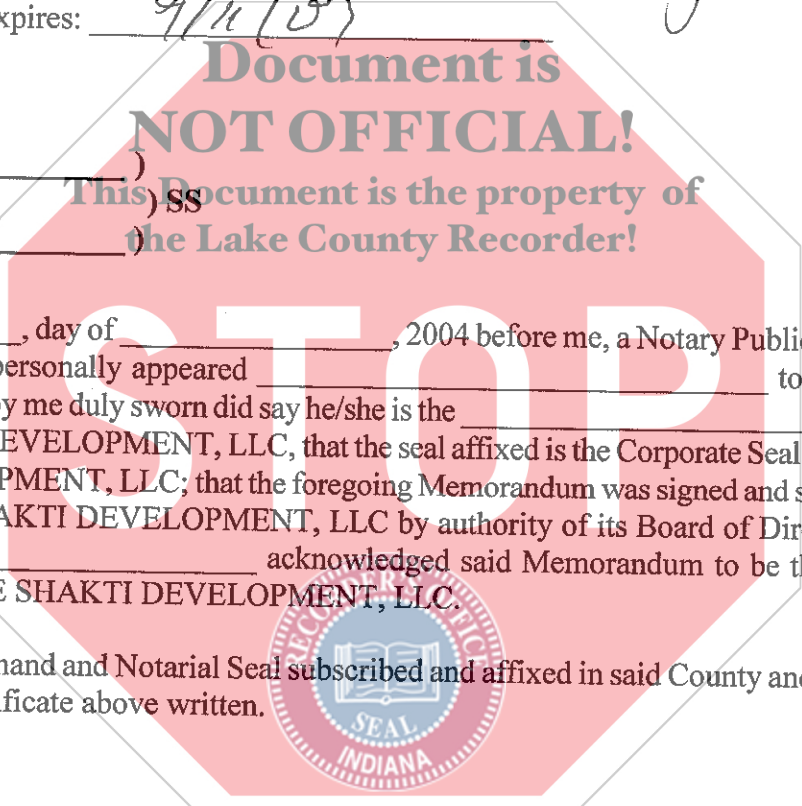 xpires:
Document is
NOT OFFICIAL!
)
This Document is the property of
) SS
the Lake County Recorder!
)
, day of , 2004 before me, a Notary Public
personally appeared to
y me duly sworn did say he/she is the
EVELOPMENT, LLC, that the seal affixed is the Corporate Seal
PMENT, LLC; that the foregoing Memorandum was signed and s
AKTI DEVELOPMENT, LLC by authority of its Board of Dir
acknowledged said Memorandum to be th
E SHAKTI DEVELOPMENT, LLC.
hand and Notarial Seal subscribed and affixed in said County and
ificate above written.
STOP
RECORDER'S OFFICE
SEAL
INDIANA